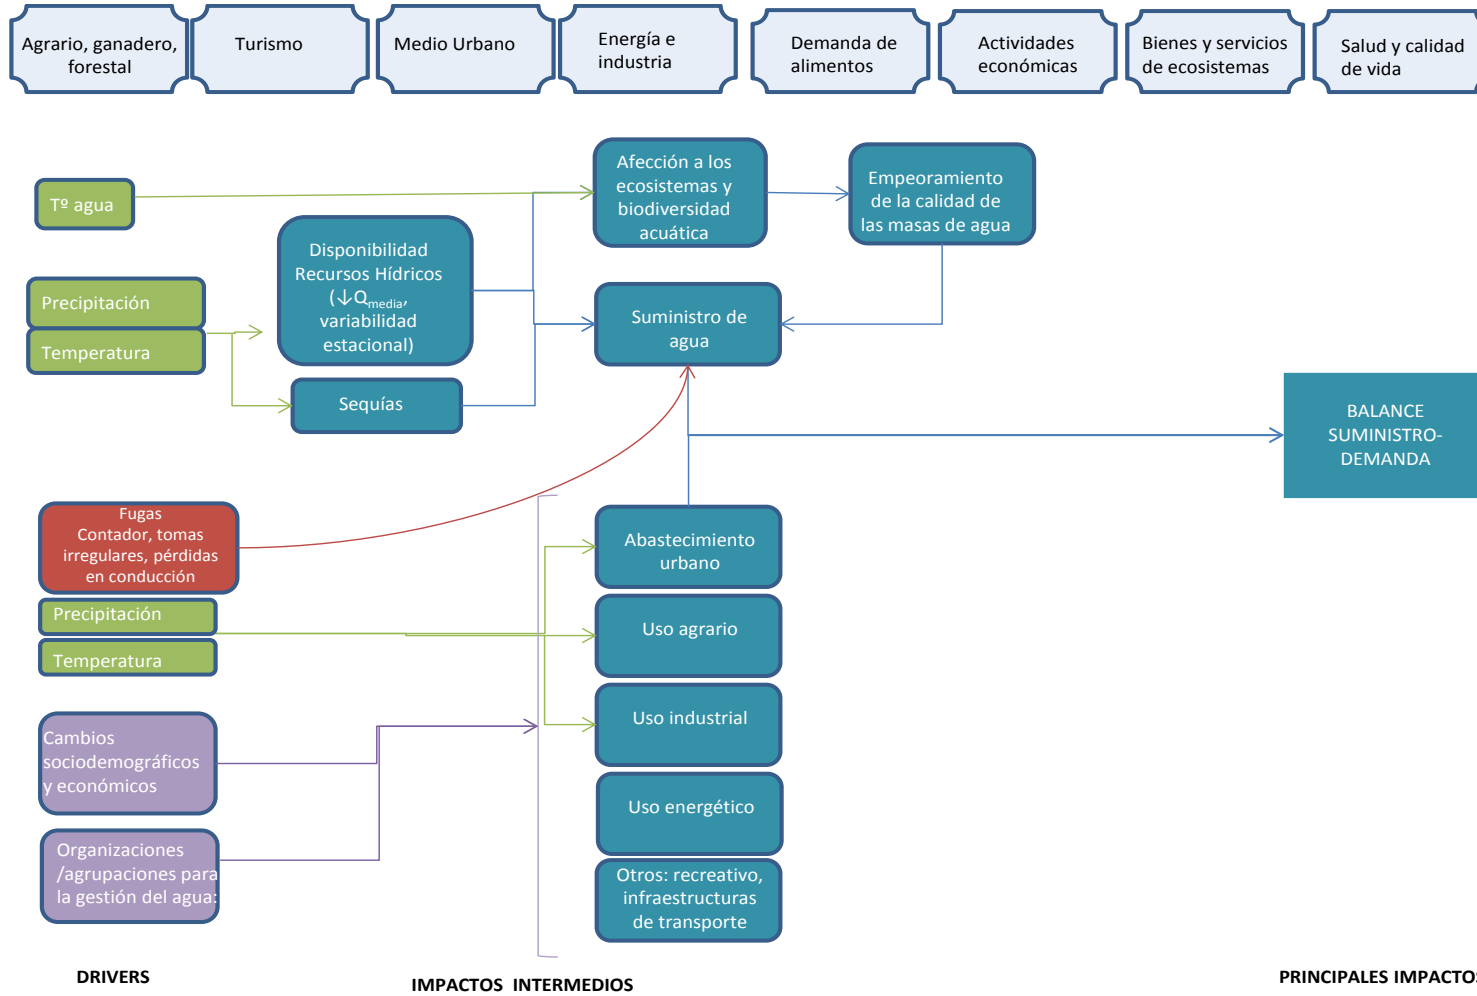 Agrario, ganadero,
forestal
Turismo
Medio Urbano
Energía e
industria
Demanda de
alimentos
Actividades
económicas
Bienes y servicios
de ecosistemas
Salud y calidad
de vida
Tº agua
Afección a los
ecosistemas y
biodiversidad
acuática
Empeoramiento
de la calidad de
las masas de agua
Disponibilidad
Recursos Hídricos
(↓Qmedia,
variabilidad
estacional)
Precipitación
Temperatura
Suministro de
agua
Sequías
BALANCE
SUMINISTRO-
DEMANDA
Fugas
Contador, tomas
irregulares, pérdidas
en conducción
Precipitación
Temperatura
Abastecimiento
urbano
Uso agrario
Uso industrial
Uso energético
Otros: recreativo,
infraestructuras
de transporte
Cambios
sociodemográficos
y económicos
Organizaciones
/agrupaciones para
la gestión del agua:
DRIVERS
IMPACTOS INTERMEDIOS
PRINCIPALES IMPACTOS